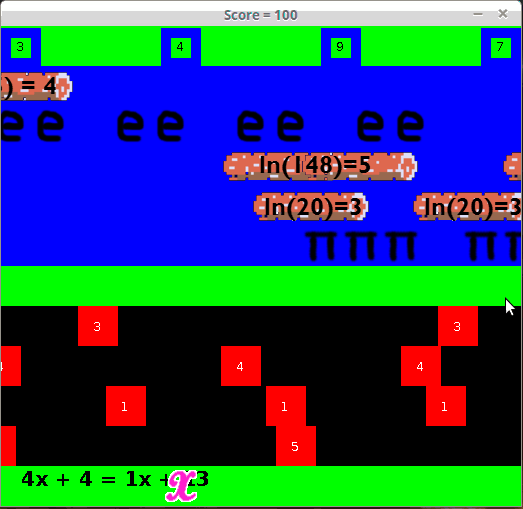 Score = 100
3 4 9 7
) = 4
e e e e e e e e
ln(148)=5
ln(20)=3 ln(20)=3
π π π π π
3 3
4 4 4
1 1 1
5
4x + 4 = 1x + 13
x